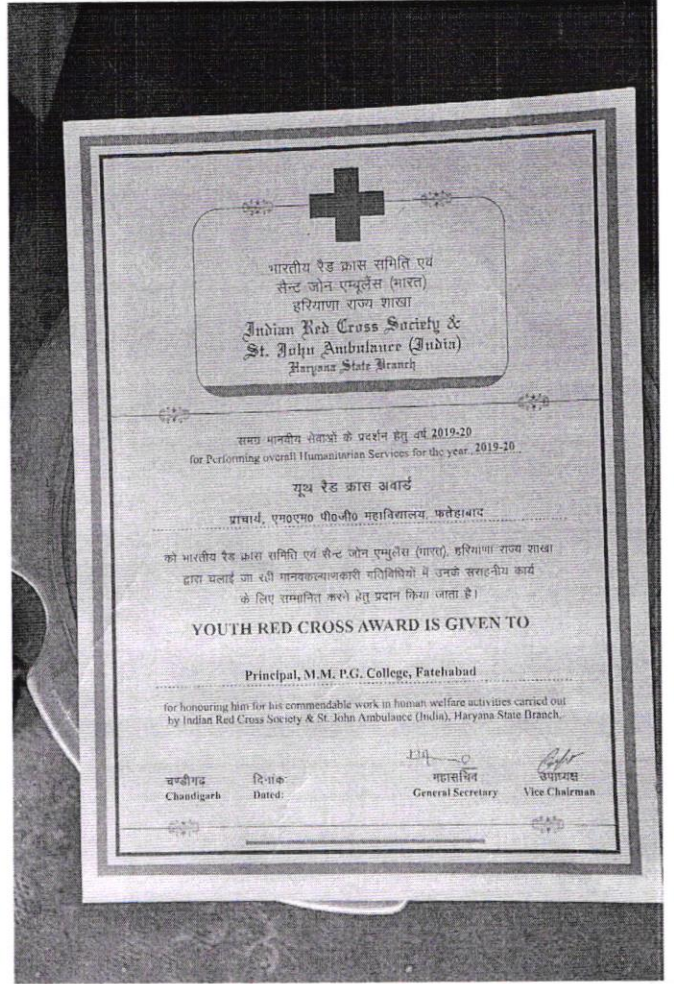 भारतीय रैड क्रास समिति एवं
सैन्ट जोन एम्बूलेंस (भारत)
हरियाणा राज्य शाखा
Indian Red Cross Society &
St. John Ambulance (India)
Haryana State Branch
समग्र मानवीय सेवाओं के प्रदर्शन हेतु वर्ष 2019-20
for Performing overall Humanitarian Services for the year 2019-20
यूथ रैड क्रास अवार्ड
प्राचार्य, एम०एम० पी०जी० महाविद्यालय, फतेहाबाद
को भारतीय रैड क्रास समिति एवं सैन्ट जोन एम्बुलेंस (भारत), हरियाणा राज्य शाखा
द्वारा चलाई जा रही मानवकल्याणकारी गतिविधियों में उनके सराहनीय कार्य
के लिए सम्मानित करने हेतु प्रदान किया जाता है।
YOUTH RED CROSS AWARD IS GIVEN TO
Principal, M.M. P.G. College, Fatehabad
for honouring him for his commendable work in human welfare activities carried out
by Indian Red Cross Society & St. John Ambulance (India), Haryana State Branch.
चण्डीगढ़ दिनांक महासचिव उपाध्यक्ष
Chandigarh Dated: General Secretary Vice Chairman